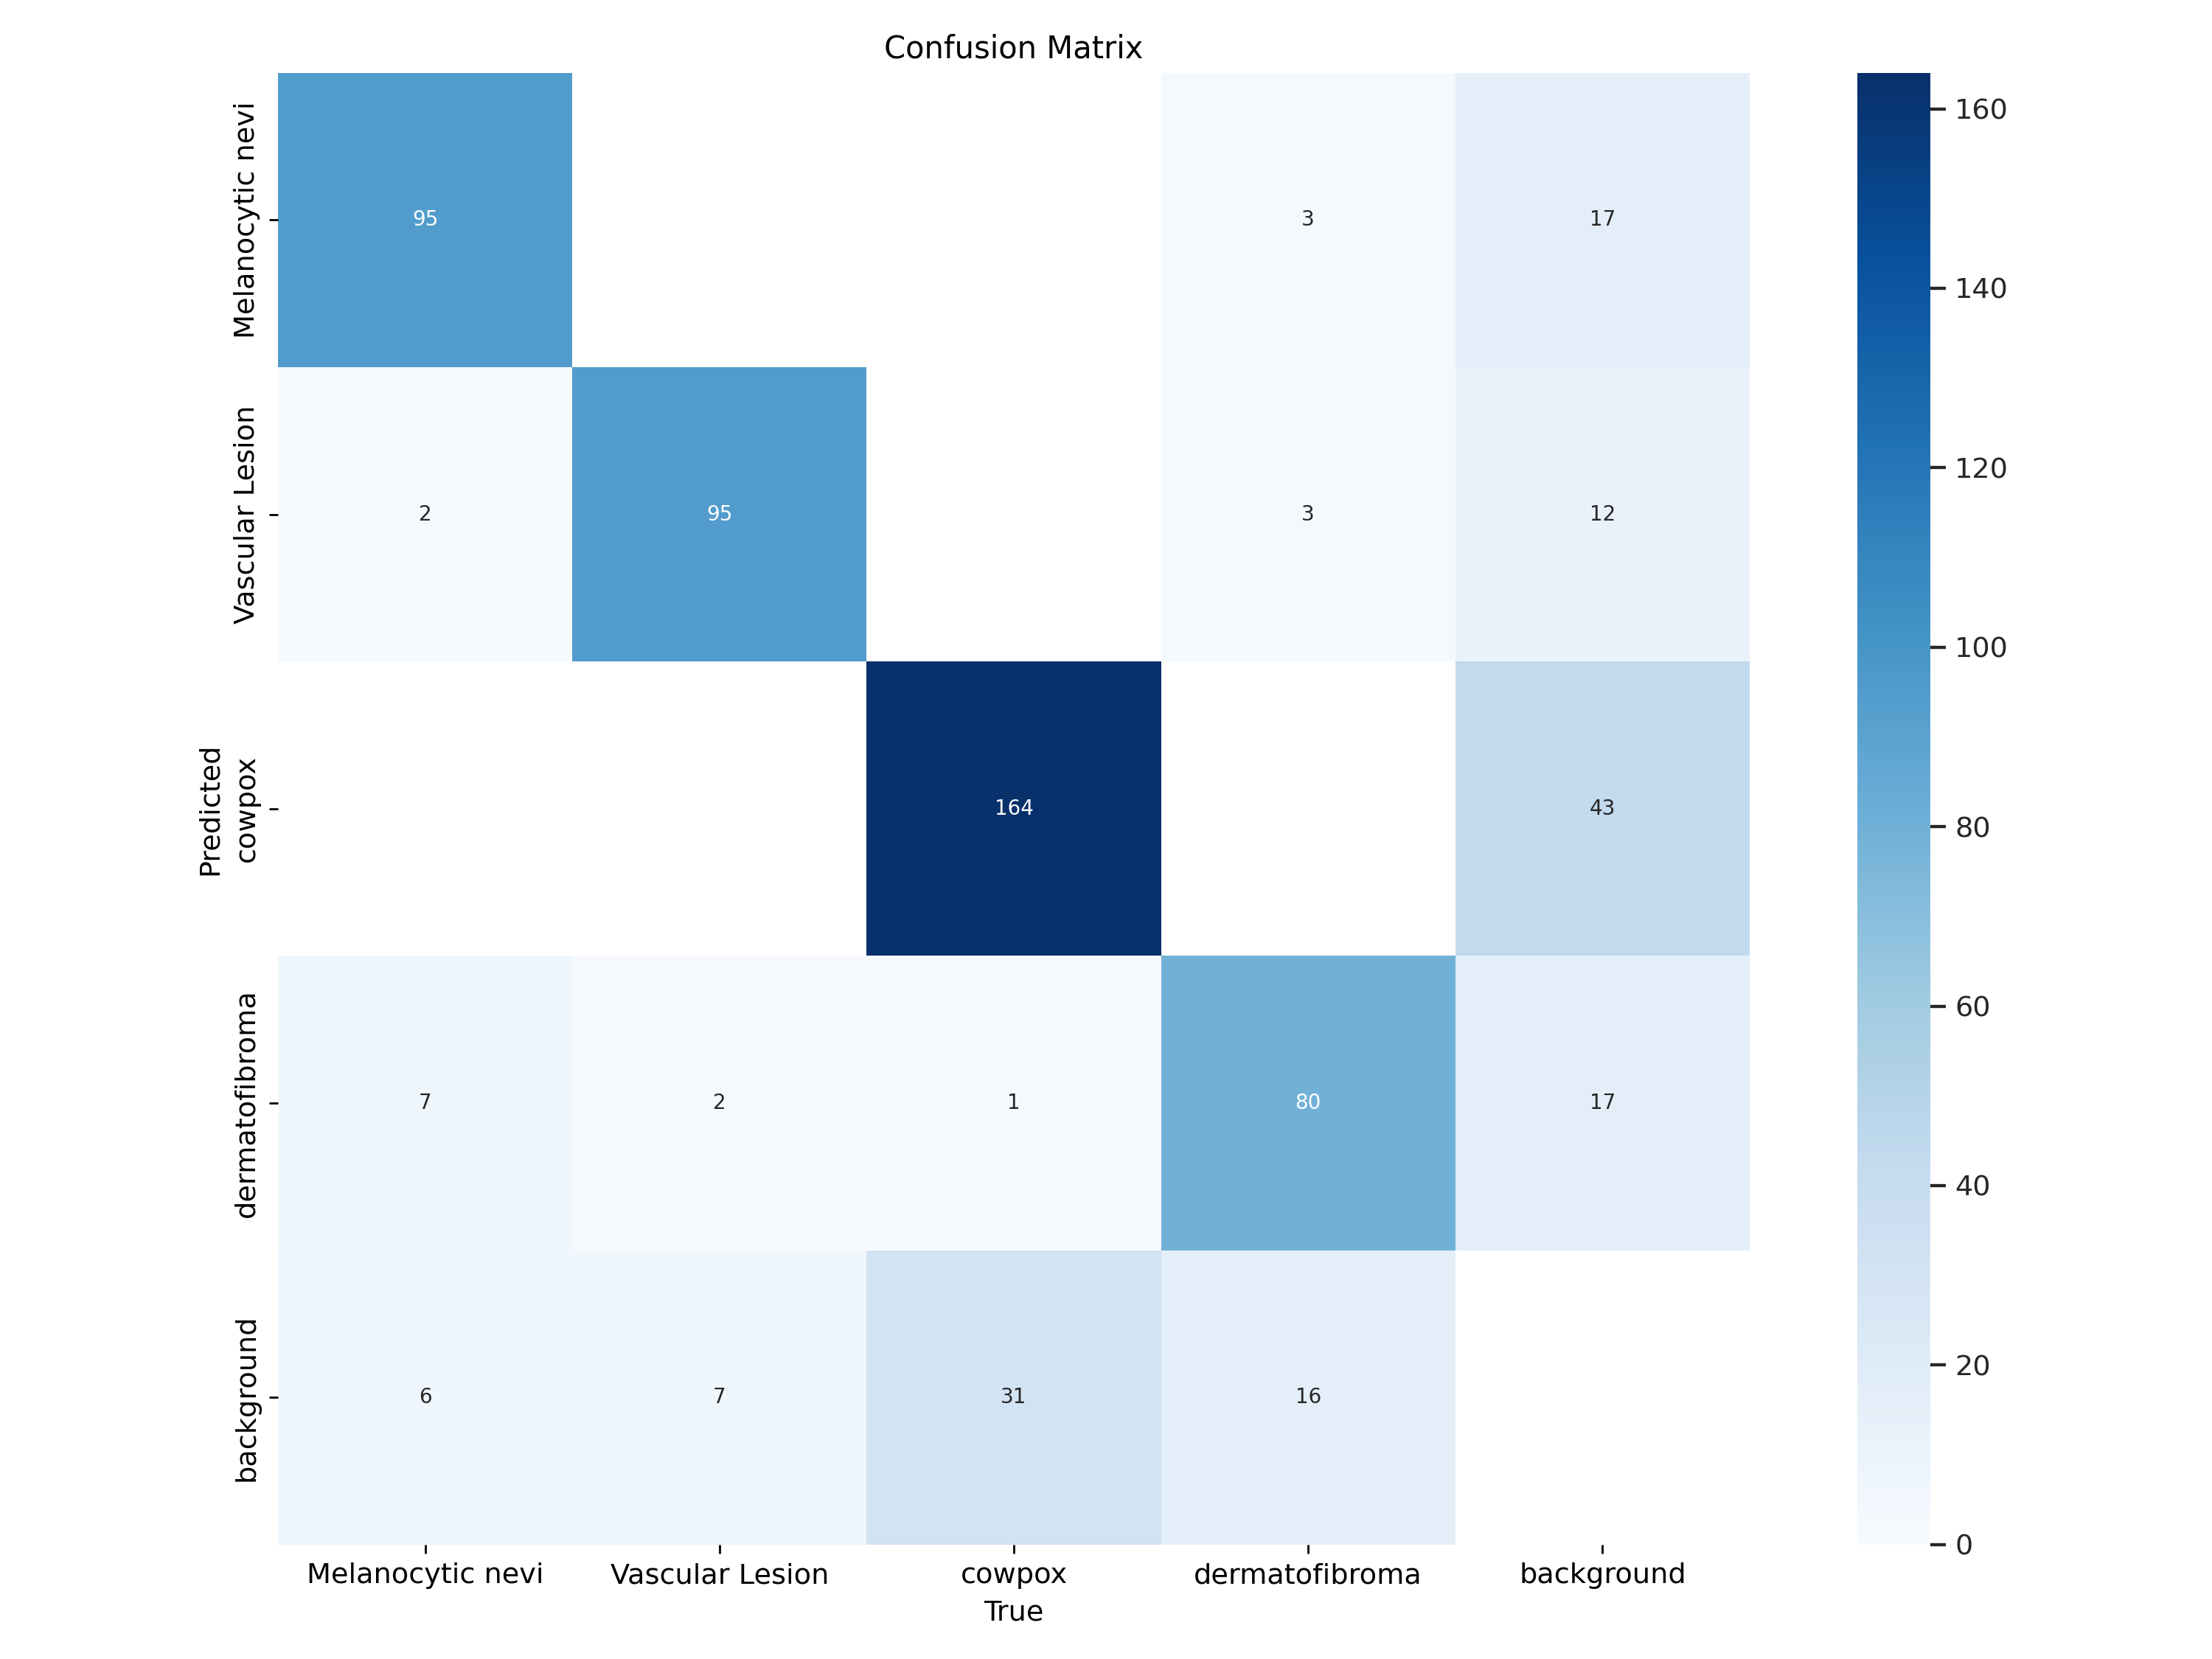 Confusion Matrix
Melanocytic nevi
95
3
17
160
140
120
Vascular Lesion
2
95
3
12
100
80
Predicted
cowpox
164
43
60
40
dermatofibroma
7
2
1
80
17
20
0
background
6
7
31
16
Melanocytic nevi
Vascular Lesion
cowpox
dermatofibroma
background
True